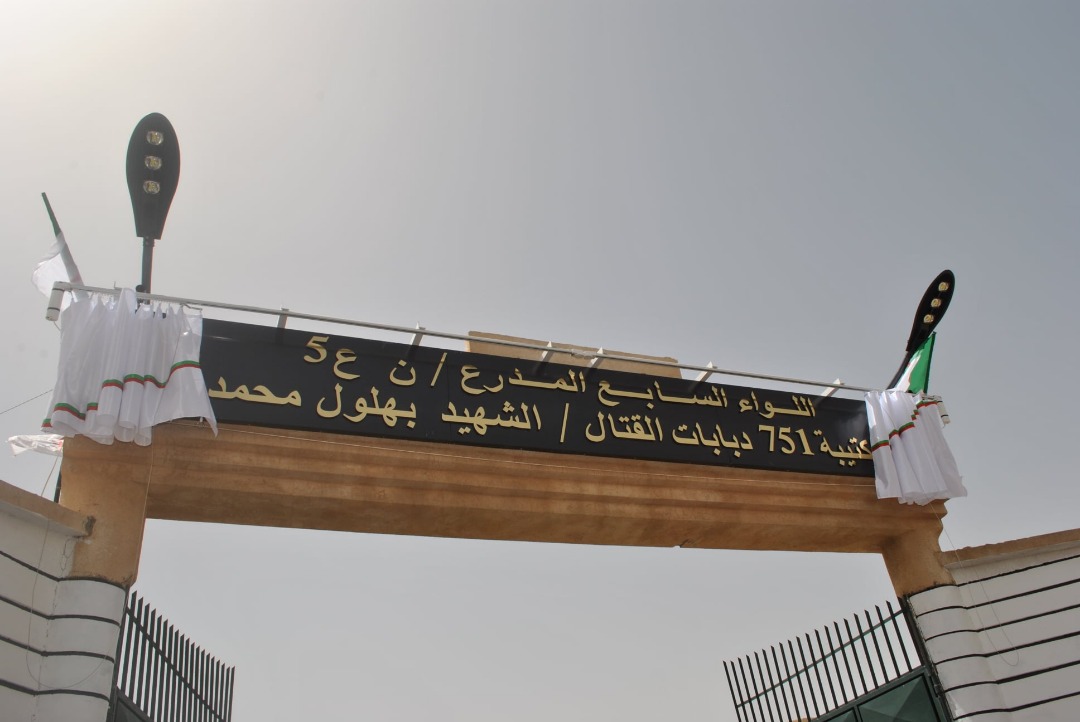 اللواء السابع المدرع / ن ع 5
كتيبة 751 دبابات القتال / الشهيد بهلول محمد